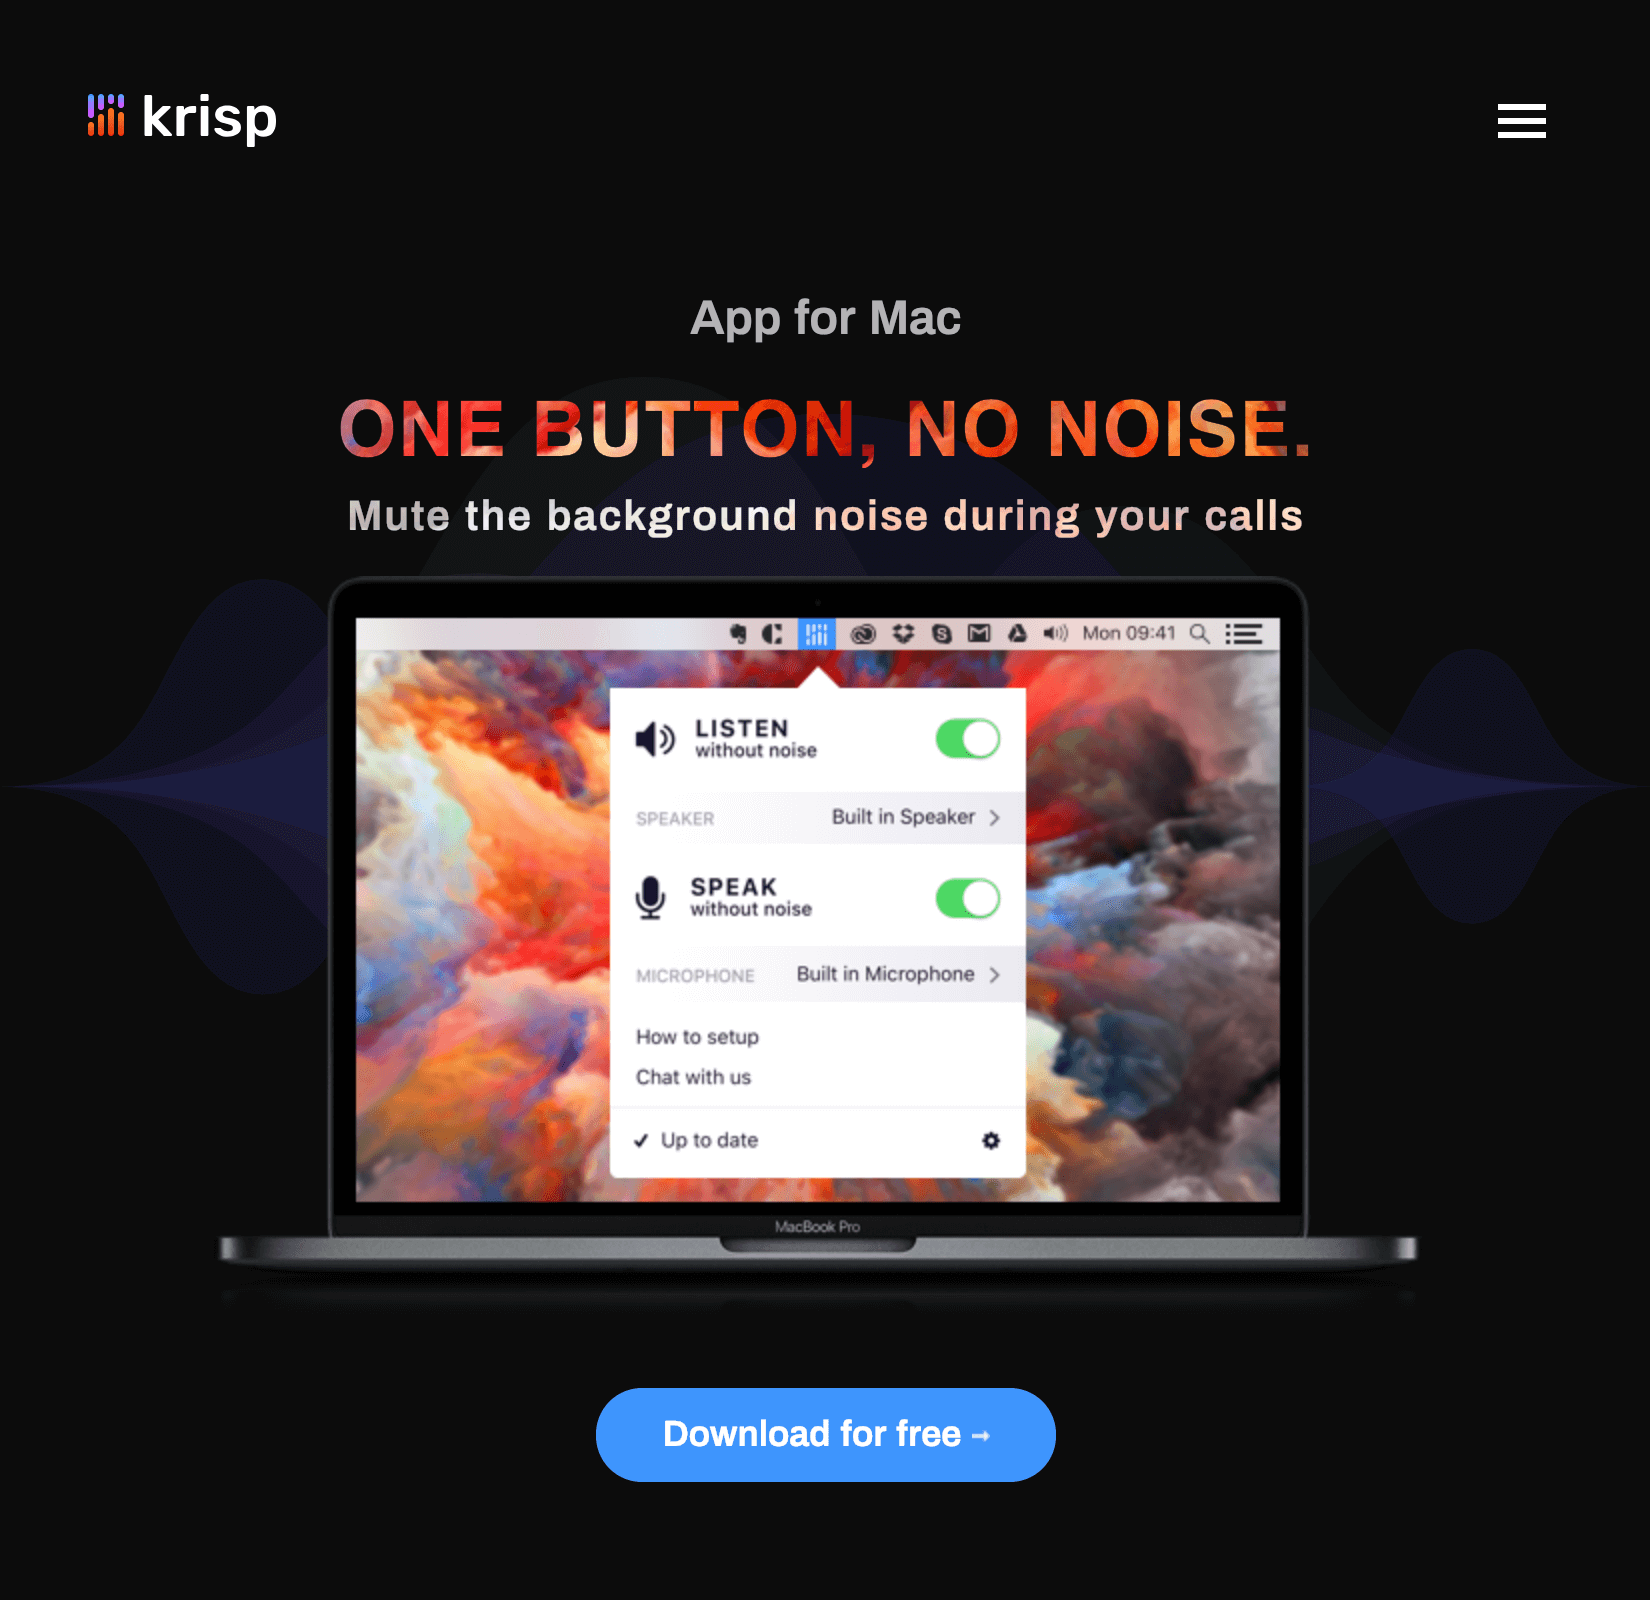 krisp
App for Mac
ONE BUTTON, NO NOISE.
Mute the background noise during your calls
Mon 09:41
LISTEN
without noise
SPEAKER Built in Speaker
SPEAK
without noise
MICROPHONE Built in Microphone
How to setup
Chat with us
Up to date
MacBook Pro
Download for free →